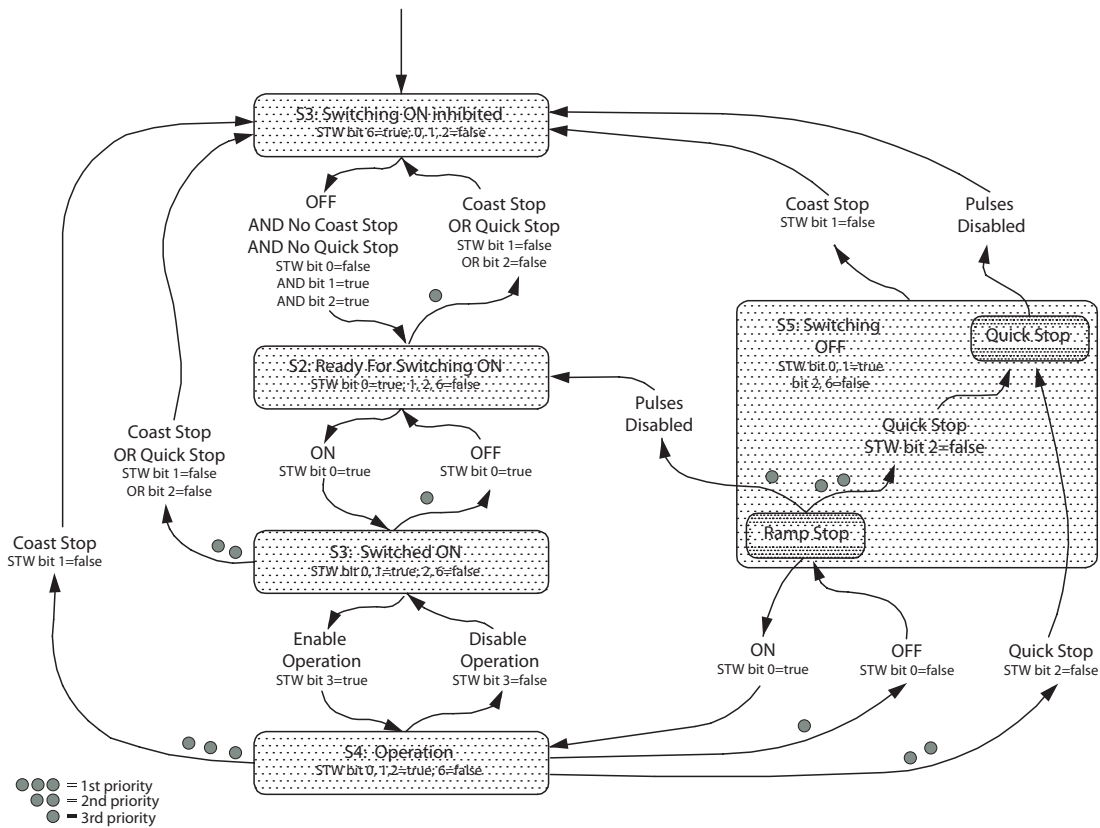 S3: Switching ON inhibited
STW bit 6=true; 0, 1, 2=false
OFF
AND No Coast Stop
AND No Quick Stop
STW bit 0=false
AND bit 1=true
AND bit 2=true
Coast Stop
OR Quick Stop
STW bit 1=false
OR bit 2=false
Coast Stop
STW bit 1=false
Pulses
Disabled
S5: Switching
OFF
STW bit 0, 1=true
bit 2, 6=false
Quick Stop
Quick Stop
STW bit 2=false
Ramp Stop
S2: Ready For Switching ON
STW bit 0=true; 1, 2, 6=false
Pulses
Disabled
ON
STW bit 0=true
OFF
STW bit 0=true
Coast Stop
OR Quick Stop
STW bit 1=false
OR bit 2=false
Coast Stop
STW bit 1=false
S3: Switched ON
STW bit 0, 1=true; 2, 6=false
Enable
Operation
STW bit 3=true
Disable
Operation
STW bit 3=false
ON
STW bit 0=true
OFF
STW bit 0=false
Quick Stop
STW bit 2=false
S4: Operation
STW bit 0, 1,2=true; 6=false
= 1st priority
= 2nd priority
= 3rd priority